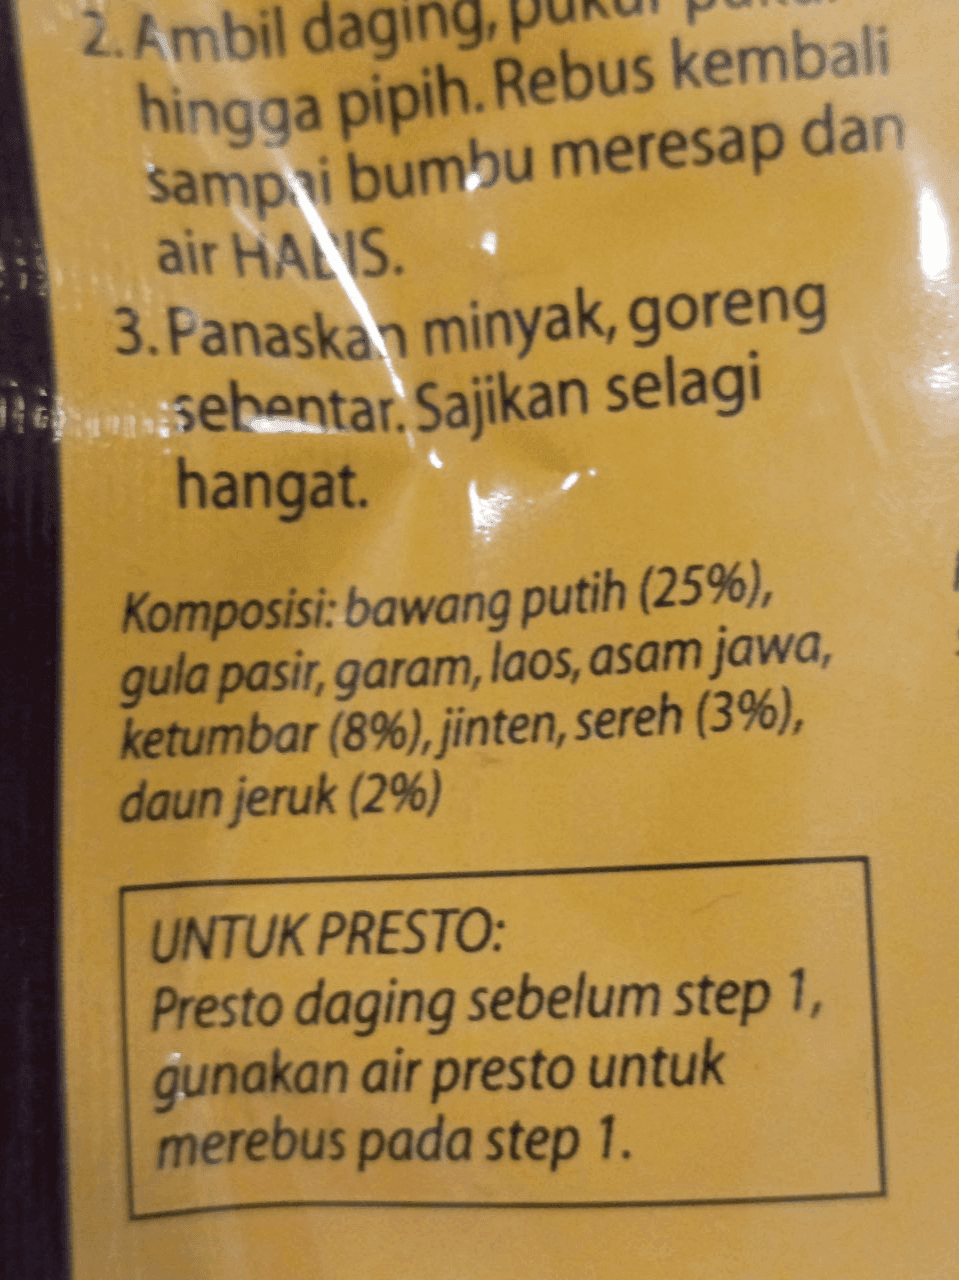 2. Ambil daging, pukul
hingga pipih. Rebus kembali
sampai bumbu meresap dan
air HABIS.
3. Panaskan minyak, goreng
sebentar. Sajikan selagi
hangat.
Komposisi: bawang putih (25%),
gula pasir, garam, laos, asam jawa,
ketumbar (8%), jinten, sereh (3%),
daun jeruk (2%)
UNTUK PRESTO:
Presto daging sebelum step 1,
gunakan air presto untuk
merebus pada step 1.